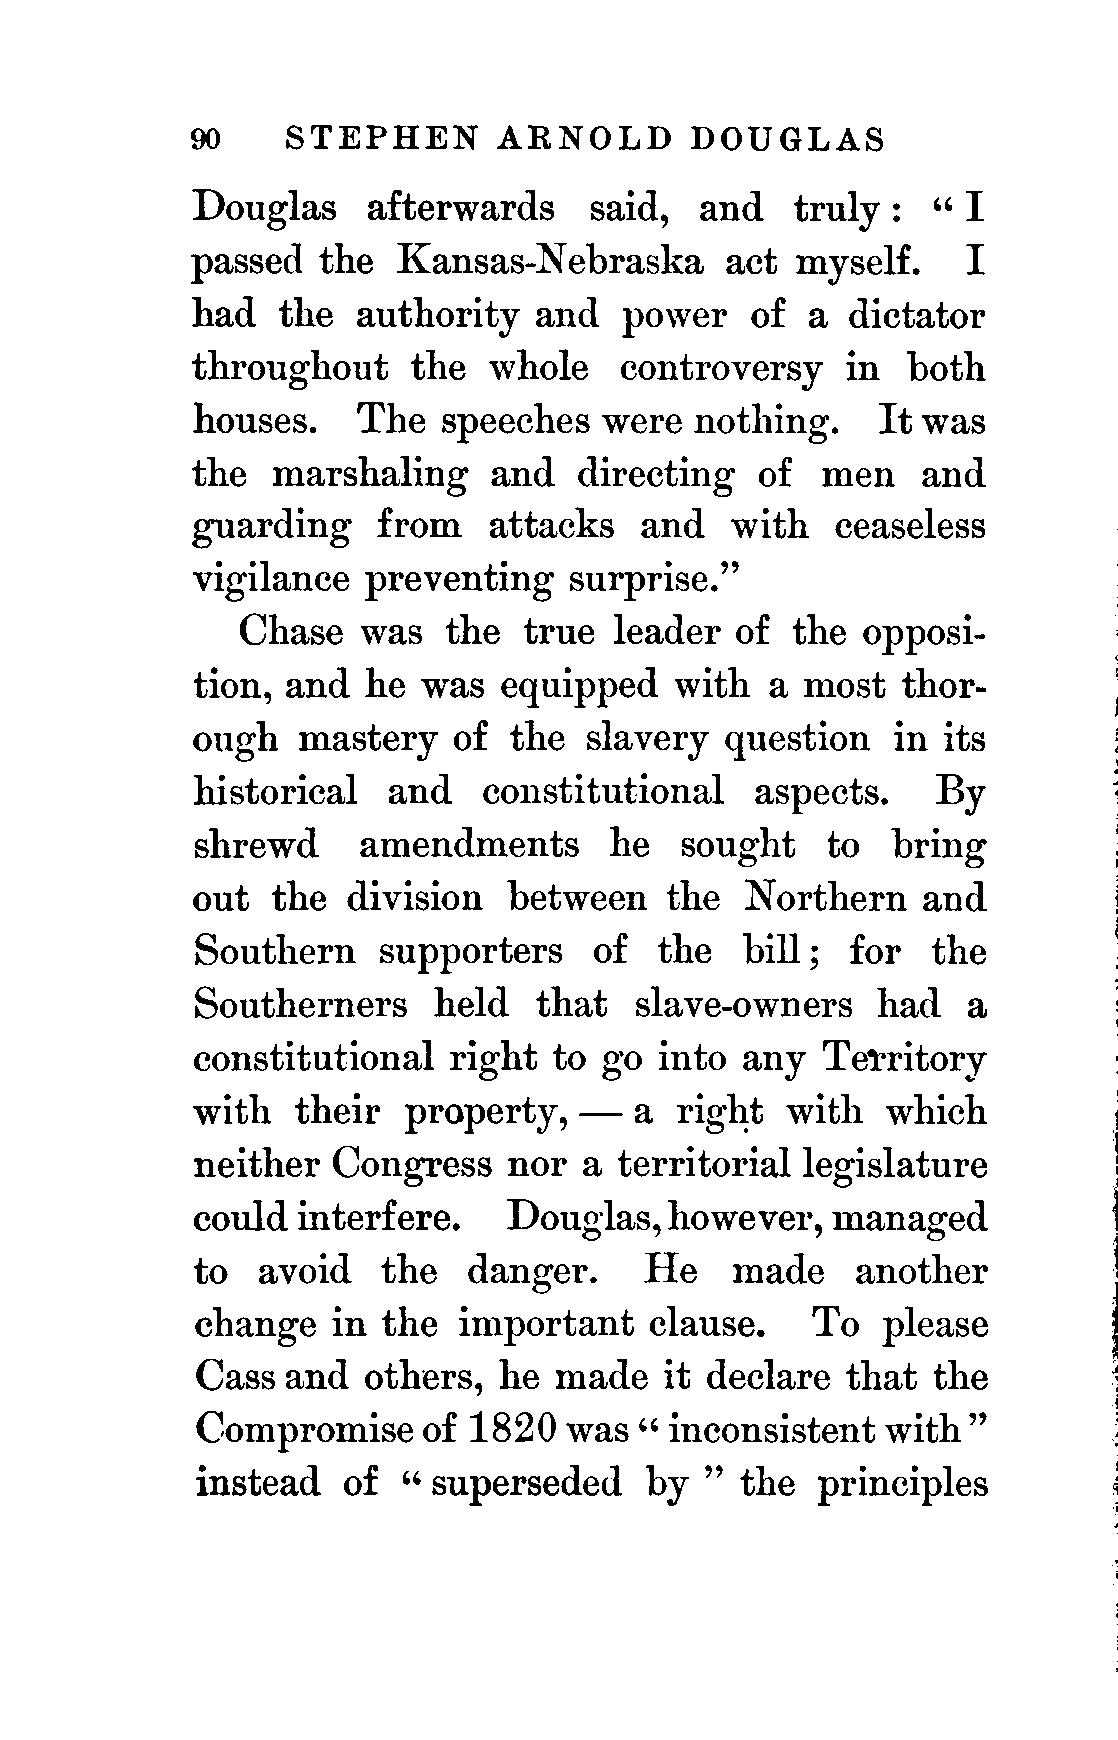 90 STEPHEN ARNOLD DOUGLAS
Douglas afterwards said, and truly : “ I
passed the Kansas-Nebraska act myself. I
had the authority and power of a dictator
throughout the whole controversy in both
houses. The speeches were nothing. It was
the marshaling and directing of men and
guarding from attacks and with ceaseless
vigilance preventing surprise.”
Chase was the true leader of the opposi-
tion, and he was equipped with a most thor-
ough mastery of the slavery question in its
historical and constitutional aspects. By
shrewd amendments he sought to bring
out the division between the Northern and
Southern supporters of the bill ; for the
Southerners held that slave-owners had a
constitutional right to go into any Territory
with their property, — a right with which
neither Congress nor a territorial legislature
could interfere. Douglas, however, managed
to avoid the danger. He made another
change in the important clause. To please
Cass and others, he made it declare that the
Compromise of 1820 was “ inconsistent with ”
instead of “ superseded by ” the principles